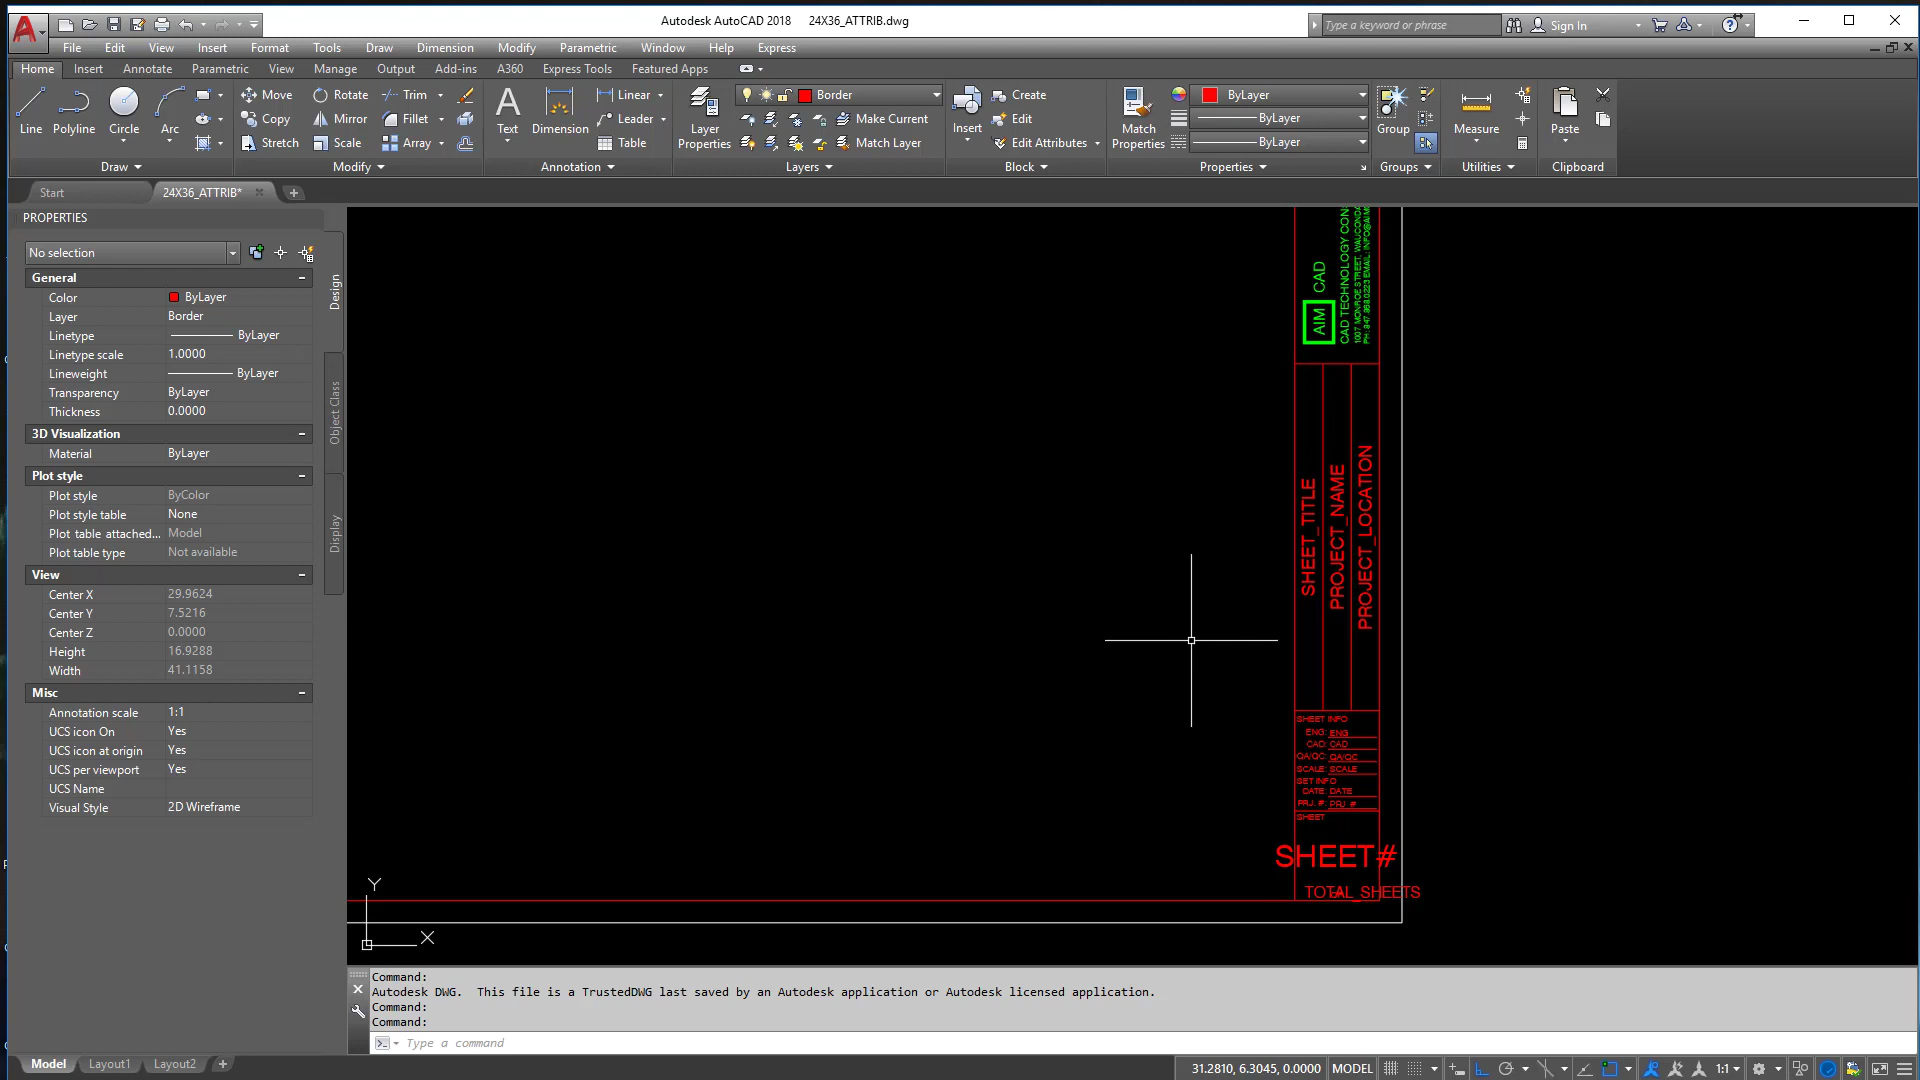 Autodesk AutoCAD 2018 24X36_ATTRIB.dwg
Type a keyword or phrase
Sign In
File Edit View Insert Format Tools Draw Dimension Modify Parametric Window Help Express
Home Insert Annotate Parametric View Manage Output Add-ins A360 Express Tools Featured Apps
Line Polyline Circle Arc
Move Rotate Trim
Copy Mirror Fillet
Stretch Scale Array
Text Dimension
Linear
Leader
Table
Layer Properties
Border
Make Current
Match Layer
Insert
Create
Edit
Edit Attributes
Match Properties
ByLayer
ByLayer
ByLayer
Group
Measure
Paste
Draw Modify Annotation Layers Block Properties Groups Utilities Clipboard
Start 24X36_ATTRIB*
PROPERTIES
No selection
General
Color ByLayer
Layer Border
Linetype ByLayer
Linetype scale 1.0000
Lineweight ByLayer
Transparency ByLayer
Thickness 0.0000
3D Visualization
Material ByLayer
Plot style
Plot style ByColor
Plot style table None
Plot table attached... Model
Plot table type Not available
View
Center X 29.9624
Center Y 7.5216
Center Z 0.0000
Height 16.9288
Width 41.1158
Misc
Annotation scale 1:1
UCS icon On Yes
UCS icon at origin Yes
UCS per viewport Yes
UCS Name
Visual Style 2D Wireframe
Design
Object Class
Display
AIM CAD
CAD TECHNOLOGY CONS
1007 MONROE STREET, WAUCONDA
SHEET_TITLE
PROJECT_NAME
PROJECT_LOCATION
SHEET INFO
ENG: ENG
CAD: CAD
QA/QC: QA/QC
SCALE: SCALE
SET INFO
DATE: DATE
PRJ. #: PRJ_#
SHEET
SHEET#
TOTAL_SHEETS
Y
X
Command:
Autodesk DWG. This file is a TrustedDWG last saved by an Autodesk application or Autodesk licensed application.
Command:
Command:
Type a command
Model Layout1 Layout2
31.2810, 6.3045, 0.0000 MODEL 1:1